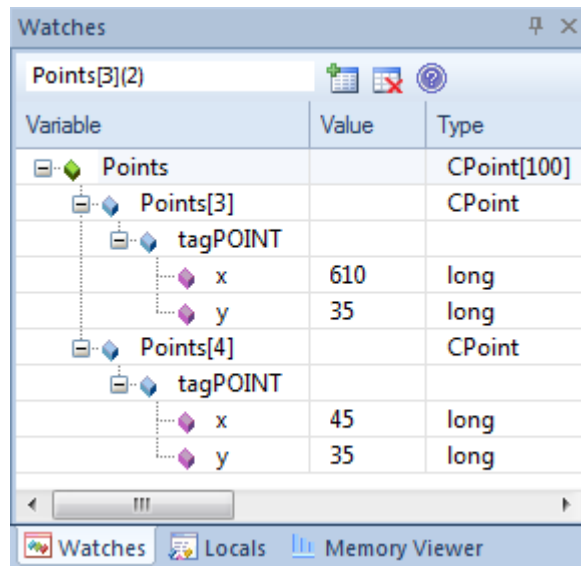 Watches
Points[3](2)
Variable Value Type
Points CPoint[100]
Points[3] CPoint
tagPOINT
x 610 long
y 35 long
Points[4] CPoint
tagPOINT
x 45 long
y 35 long
Watches Locals Memory Viewer